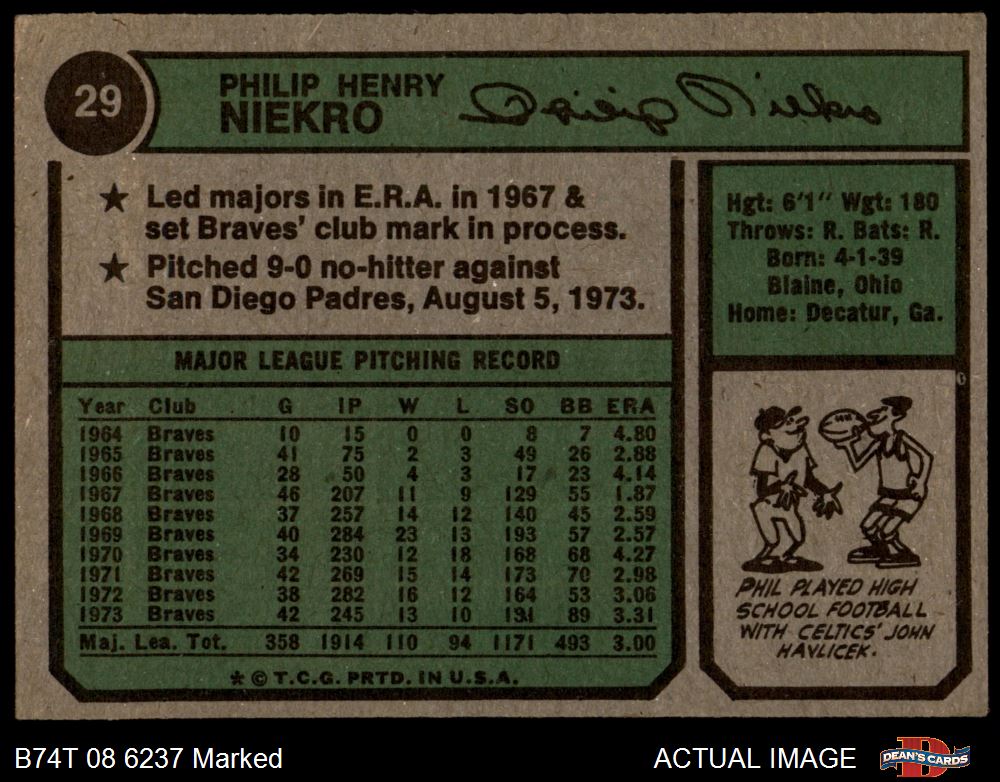 29
PHILIP HENRY
NIEKRO
Philip Niekro
★ Led majors in E.R.A. in 1967 &
set Braves' club mark in process.
★ Pitched 9-0 no-hitter against
San Diego Padres, August 5, 1973.
Hgt: 6'1" Wgt: 180
Throws: R. Bats: R.
Born: 4-1-39
Blaine, Ohio
Home: Decatur, Ga.
MAJOR LEAGUE PITCHING RECORD
Year Club G IP W L SO BB ERA
1964 Braves 10 15 0 0 8 7 4.80
1965 Braves 41 75 2 3 49 26 2.88
1966 Braves 28 50 4 3 17 23 4.14
1967 Braves 46 207 11 9 129 55 1.87
1968 Braves 37 257 14 12 140 45 2.59
1969 Braves 40 284 23 13 193 57 2.57
1970 Braves 34 230 12 18 168 68 4.27
1971 Braves 42 269 15 14 173 70 2.98
1972 Braves 38 282 16 12 164 53 3.06
1973 Braves 42 245 13 10 131 89 3.31
Maj. Lea. Tot. 358 1914 110 94 1171 493 3.00
★ © T.C.G. PRTD. IN U.S.A.
PHIL PLAYED HIGH
SCHOOL FOOTBALL
WITH CELTICS' JOHN
HAVLICEK.
B74T 08 6237 Marked
ACTUAL IMAGE
DEAN'S CARDS